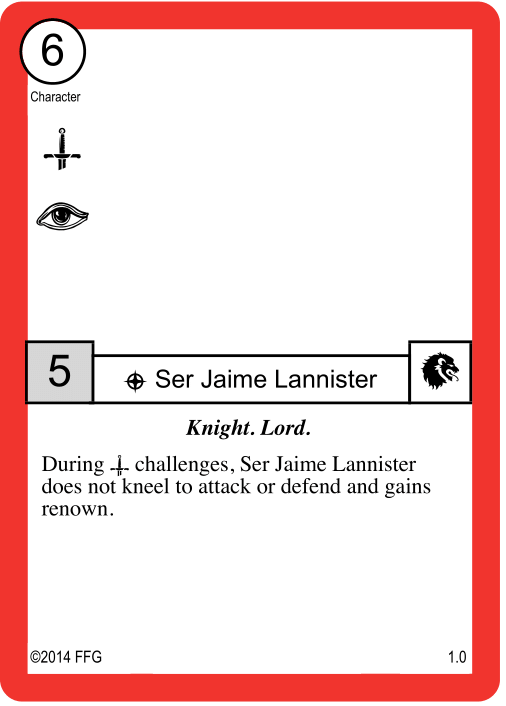 6
Character
5
Ser Jaime Lannister
Knight. Lord.
During challenges, Ser Jaime Lannister
does not kneel to attack or defend and gains
renown.
©2014 FFG
1.0